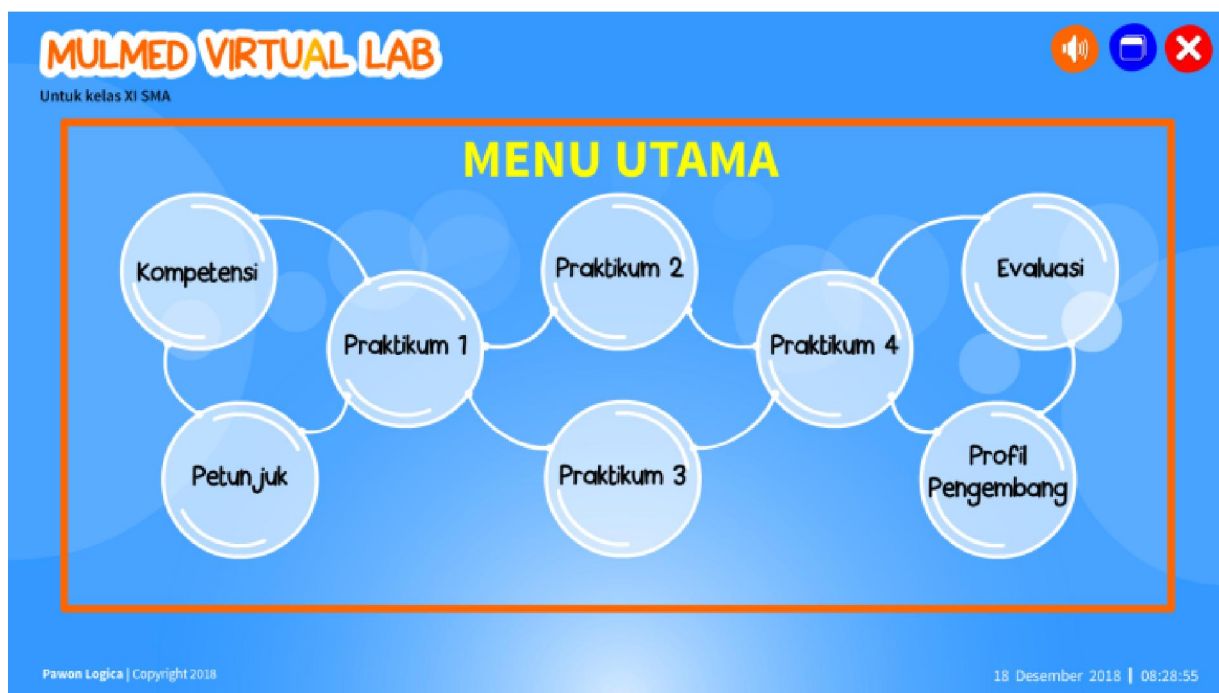 MULMED VIRTUAL LAB
Untuk kelas XI SMA
MENU UTAMA
Kompetensi
Praktikum 1
Petunjuk
Praktikum 2
Praktikum 3
Praktikum 4
Evaluasi
Profil
Pengembang
Pawon Logica | Copyright 2018
18 Desember 2018 | 08:28:55